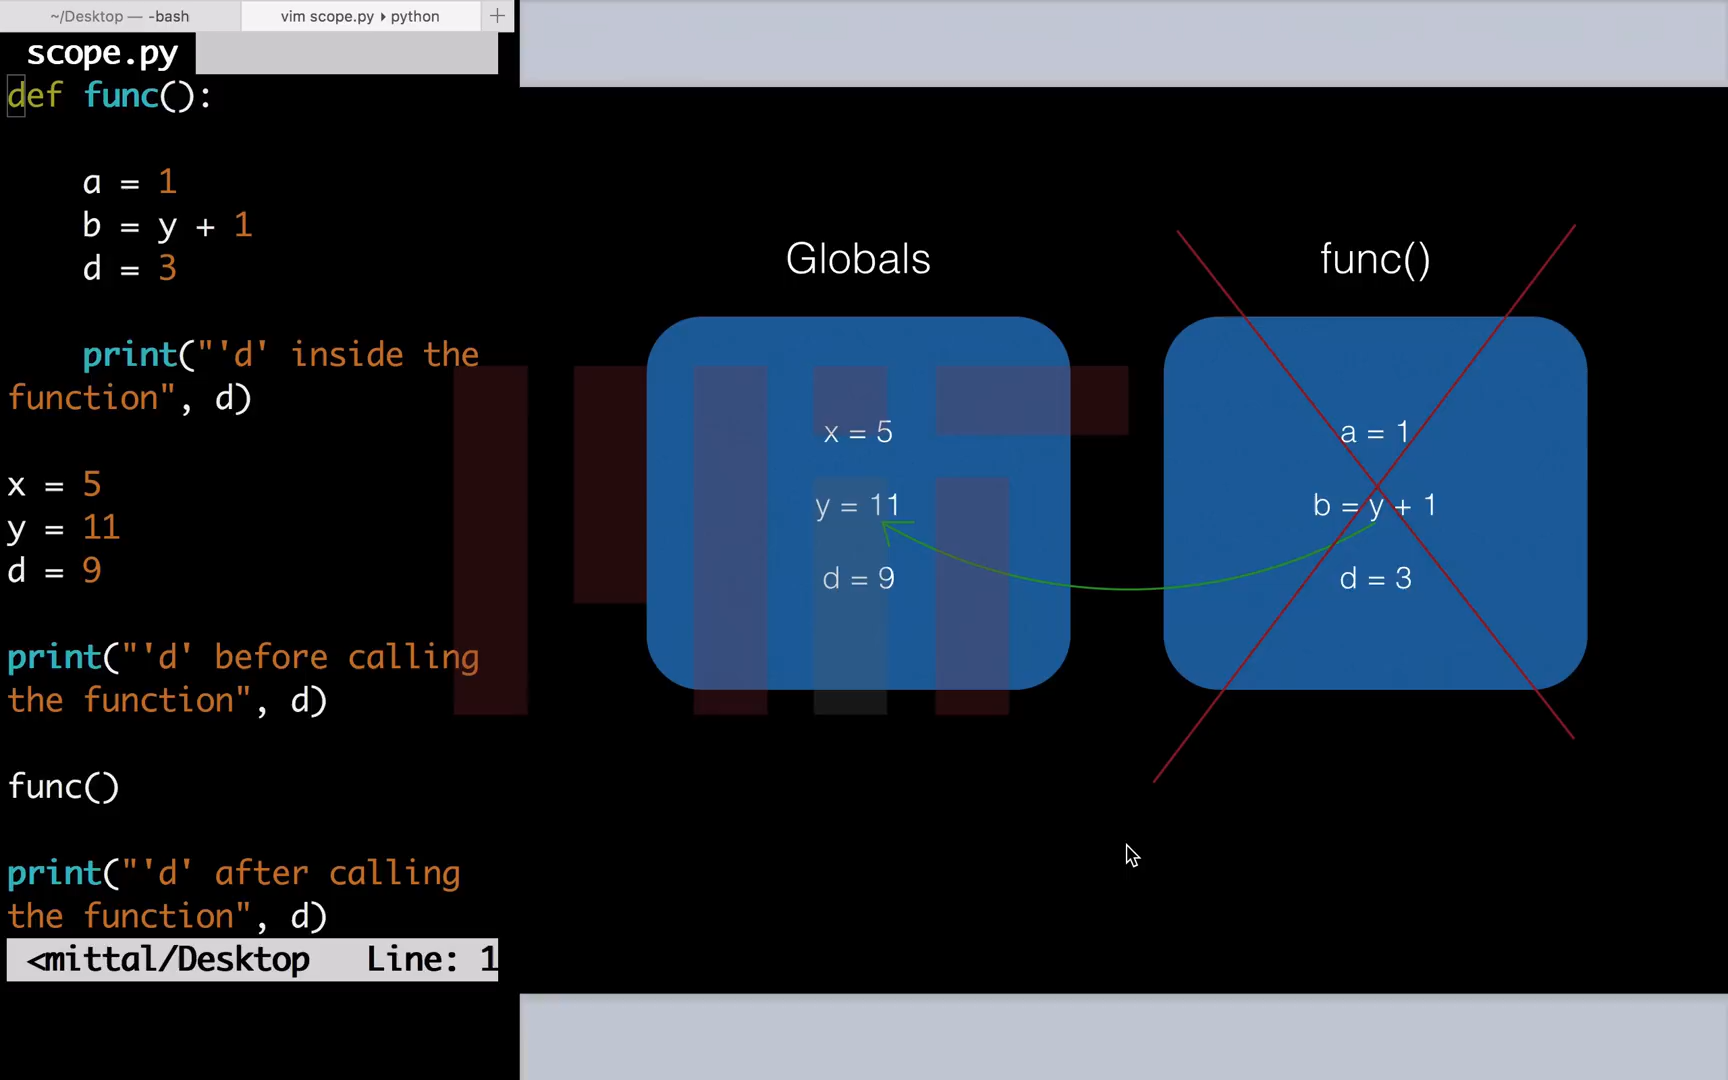 ~/Desktop — -bash
vim scope.py ▸ python
+
scope.py
def func():
a = 1
b = y + 1
d = 3
print("'d' inside the
function", d)
x = 5
y = 11
d = 9
print("'d' before calling
the function", d)
func()
print("'d' after calling
the function", d)
<mittal/Desktop Line: 1
Globals
x = 5
y = 11
d = 9
func()
a = 1
b = y + 1
d = 3